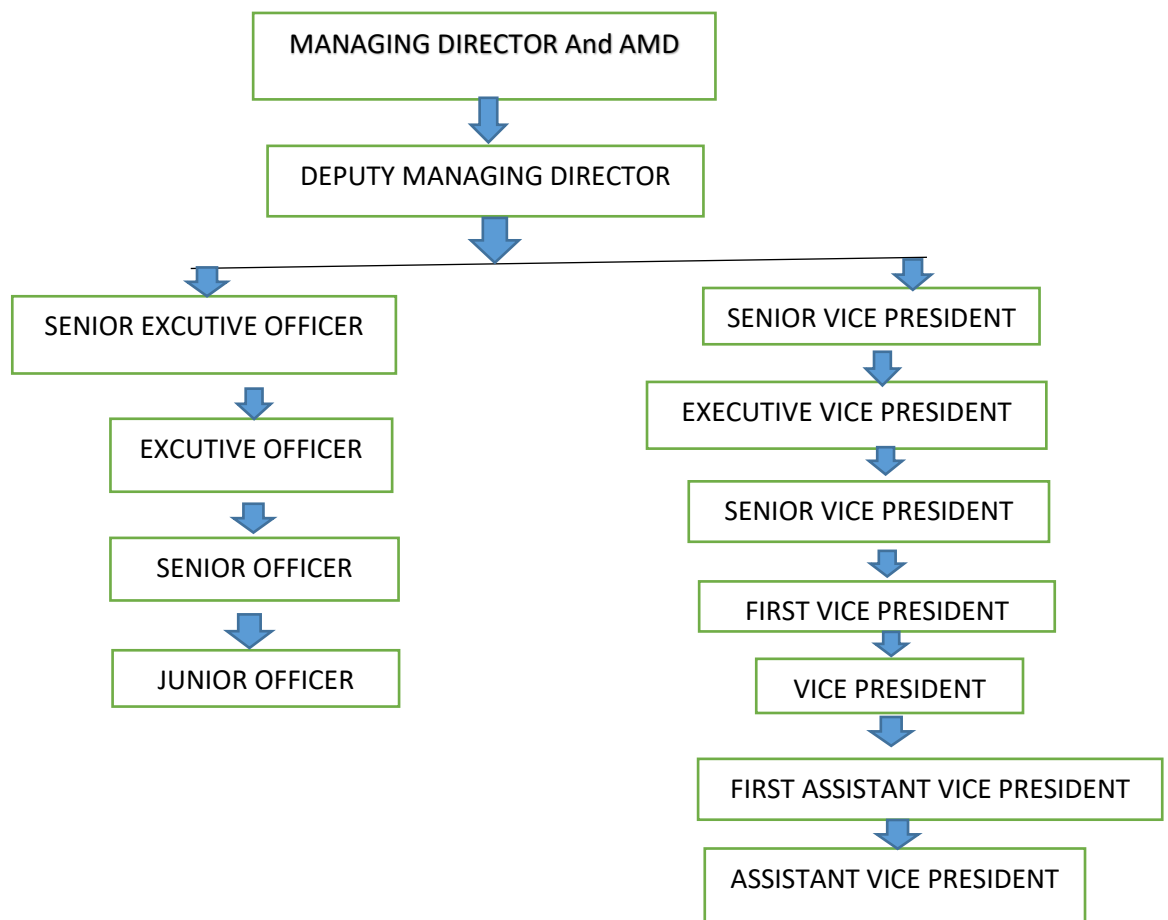 MANAGING DIRECTOR And AMD
DEPUTY MANAGING DIRECTOR
SENIOR EXCUTIVE OFFICER
EXCUTIVE OFFICER
SENIOR OFFICER
JUNIOR OFFICER
SENIOR VICE PRESIDENT
EXECUTIVE VICE PRESIDENT
SENIOR VICE PRESIDENT
FIRST VICE PRESIDENT
VICE PRESIDENT
FIRST ASSISTANT VICE PRESIDENT
ASSISTANT VICE PRESIDENT